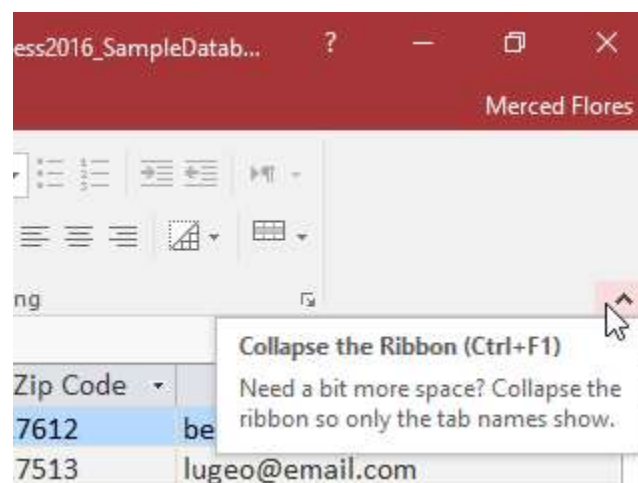 ess2016_SampleDatab... ?
Merced Flores
ng
Collapse the Ribbon (Ctrl+F1)
Need a bit more space? Collapse the
ribbon so only the tab names show.
Zip Code
7612 be
7513 lugeo@email.com